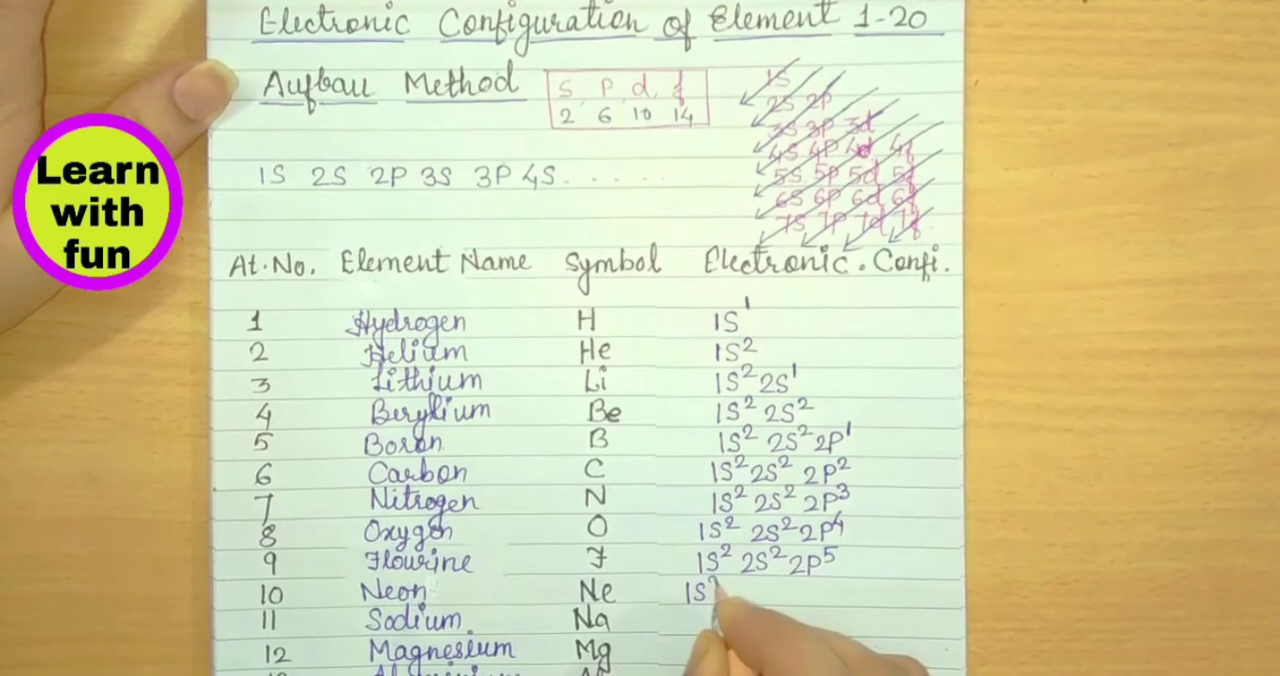 Electronic Configuration of Element 1-20
Aufbau Method
S P d f
2 6 10 14
1S
2S 2P
3S 3P 3d
4S 4P 4d 4f
5S 5P 5d 5f
6S 6P 6d 6f
7S 7P 7d 7f
Learn
with
fun
1S 2S 2P 3S 3P 4S. . . . . .
At.No. Element Name Symbol Electronic.Confi.
1 Hydrogen H 1S¹
2 Helium He 1S²
3 Lithium Li 1S² 2S¹
4 Berylium Be 1S² 2S²
5 Boron B 1S² 2S² 2P¹
6 Carbon C 1S² 2S² 2P²
7 Nitrogen N 1S² 2S² 2P³
8 Oxygen O 1S² 2S² 2P⁴
9 Flourine F 1S² 2S² 2P⁵
10 Neon Ne 1S
11 Sodium Na
12 Magnesium Mg